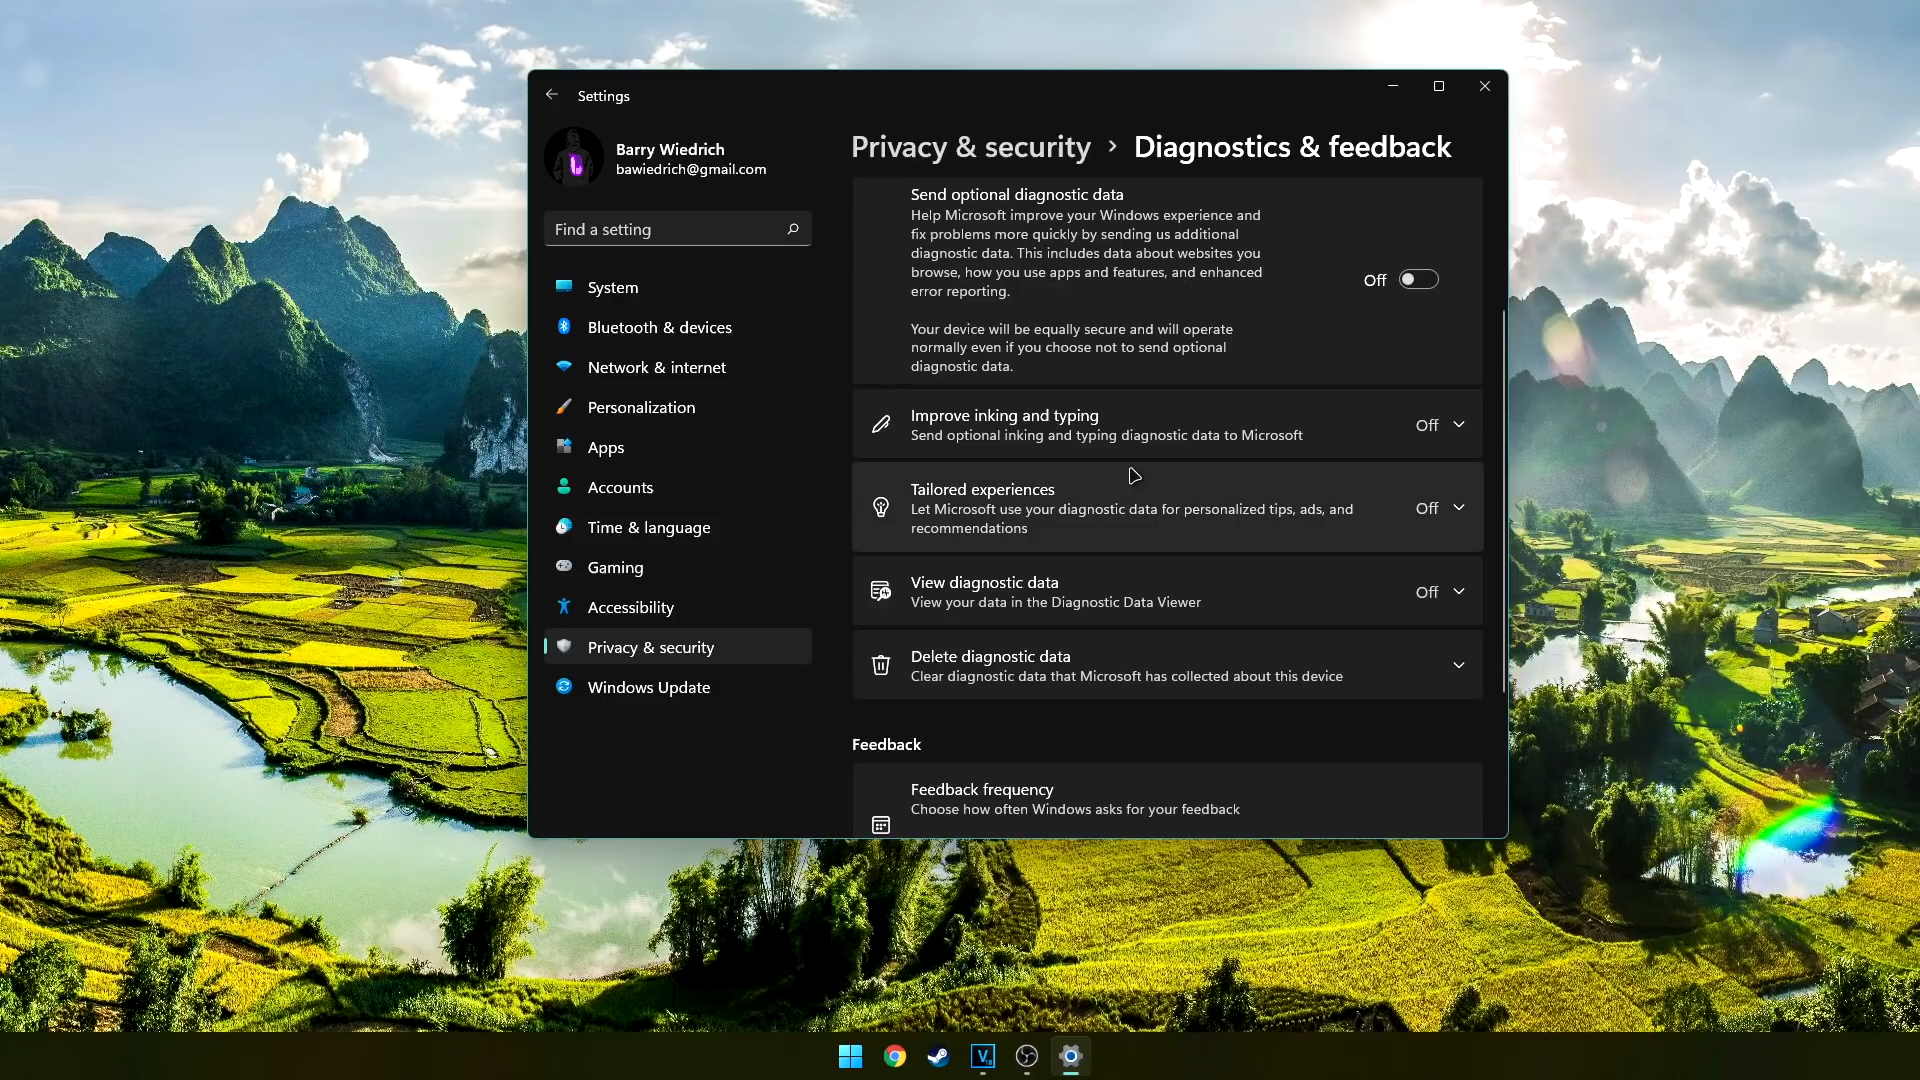 Settings
Barry Wiedrich
bawiedrich@gmail.com
Find a setting
System
Bluetooth & devices
Network & internet
Personalization
Apps
Accounts
Time & language
Gaming
Accessibility
Privacy & security
Windows Update
Privacy & security › Diagnostics & feedback
Send optional diagnostic data
Help Microsoft improve your Windows experience and
fix problems more quickly by sending us additional
diagnostic data. This includes data about websites you
browse, how you use apps and features, and enhanced
error reporting.
Off
Your device will be equally secure and will operate
normally even if you choose not to send optional
diagnostic data.
Improve inking and typing
Send optional inking and typing diagnostic data to Microsoft
Off
Tailored experiences
Let Microsoft use your diagnostic data for personalized tips, ads, and
recommendations
Off
View diagnostic data
View your data in the Diagnostic Data Viewer
Off
Delete diagnostic data
Clear diagnostic data that Microsoft has collected about this device
Feedback
Feedback frequency
Choose how often Windows asks for your feedback